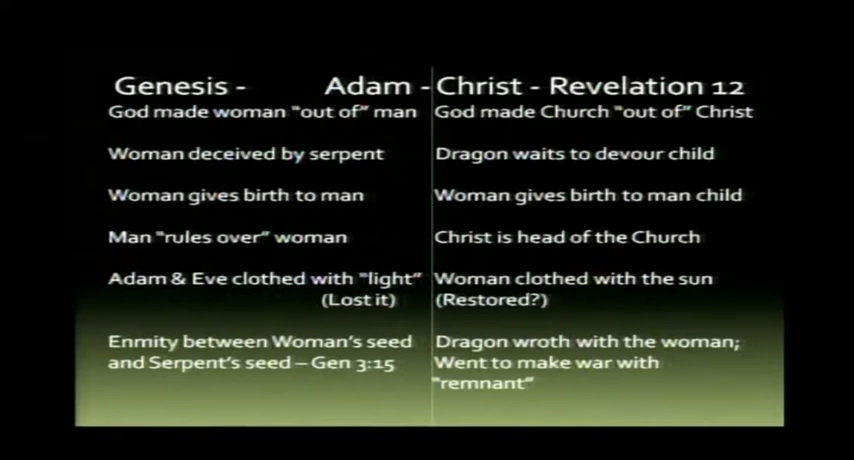 Genesis - Adam - Christ - Revelation 12
God made woman "out of" man God made Church "out of" Christ
Woman deceived by serpent Dragon waits to devour child
Woman gives birth to man Woman gives birth to man child
Man "rules over" woman Christ is head of the Church
Adam & Eve clothed with "light" Woman clothed with the sun
(Lost it) (Restored?)
Enmity between Woman's seed Dragon wroth with the woman;
and Serpent's seed – Gen 3:15 Went to make war with
"remnant"